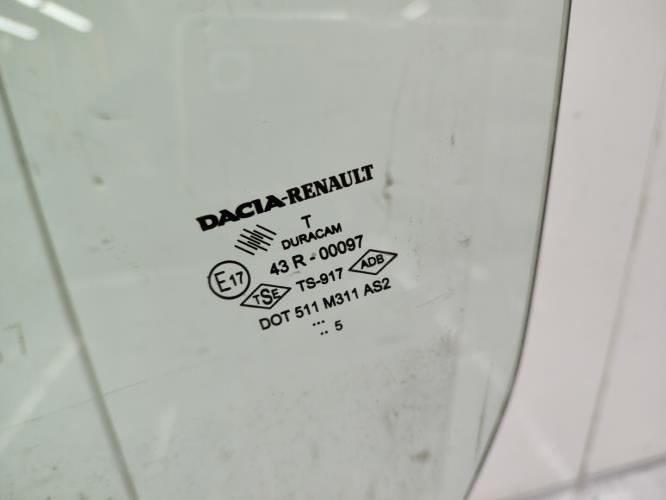 DACIA-RENAULT
T
DURACAM
43 R - 00097
E17 TSE TS-917 ADB
DOT 511 M311 AS2
... 
.. 5